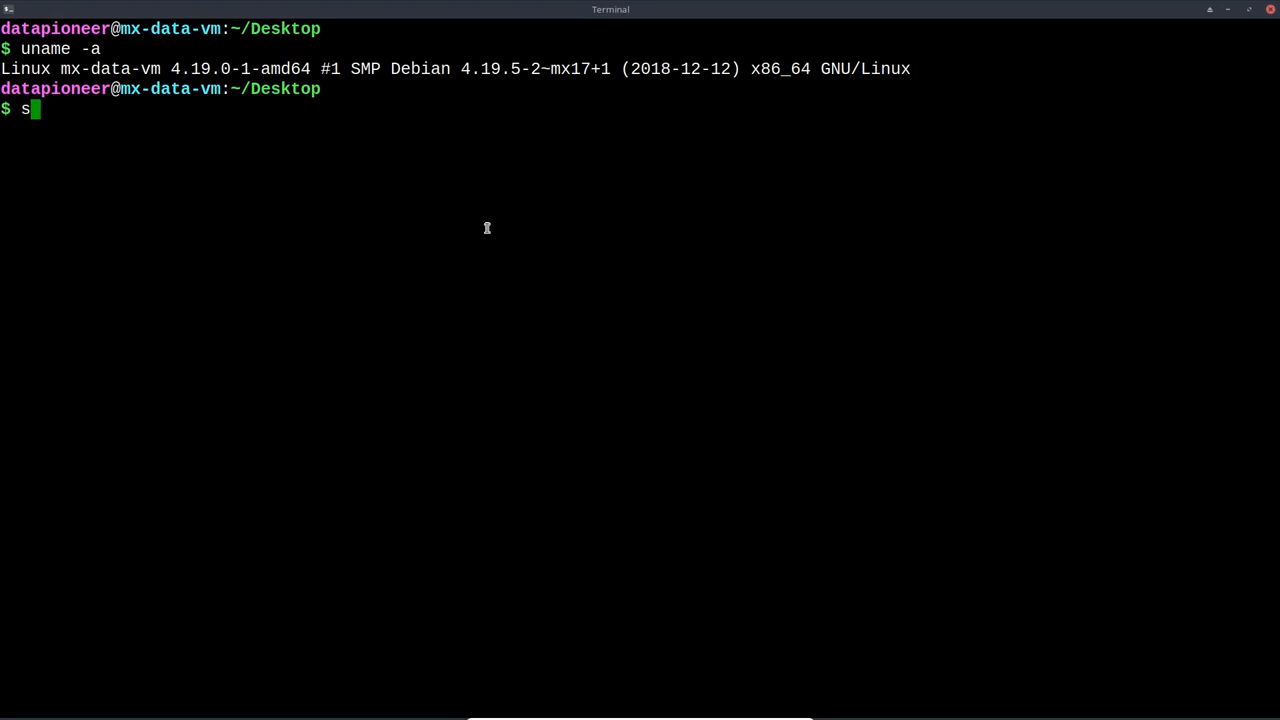 Terminal
datapioneer@mx-data-vm:~/Desktop
$ uname -a
Linux mx-data-vm 4.19.0-1-amd64 #1 SMP Debian 4.19.5-2~mx17+1 (2018-12-12) x86_64 GNU/Linux
datapioneer@mx-data-vm:~/Desktop
$ s